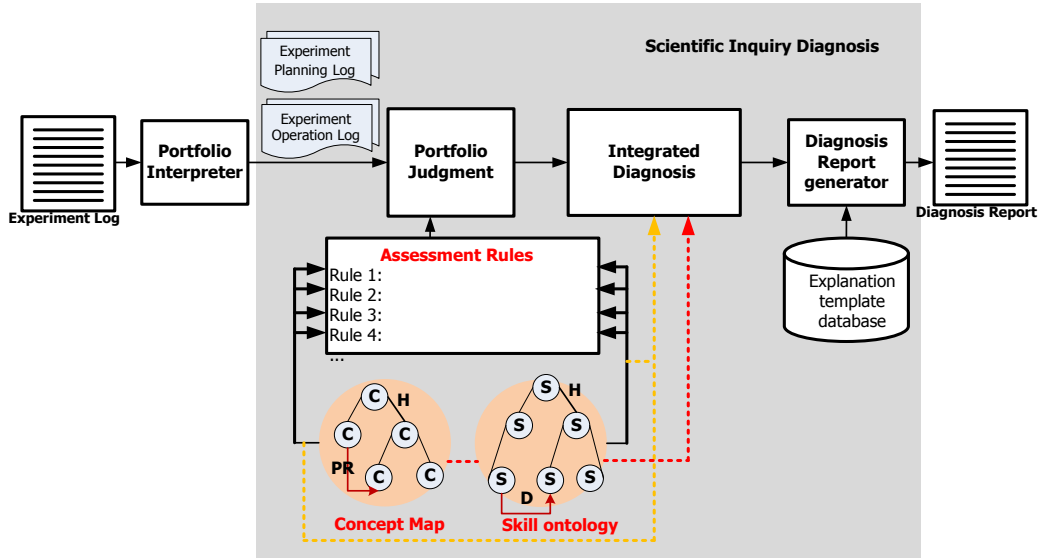 Scientific Inquiry Diagnosis
Experiment
Planning Log
Experiment
Operation Log
Experiment Log
Portfolio
Interpreter
Portfolio
Judgment
Integrated
Diagnosis
Diagnosis
Report
generator
Diagnosis Report
Assessment Rules
Rule 1:
Rule 2:
Rule 3:
Rule 4:
...
Explanation
template
database
C
H
C
C
PR
C
C
Concept Map
S
H
S
S
S
S
S
D
Skill ontology